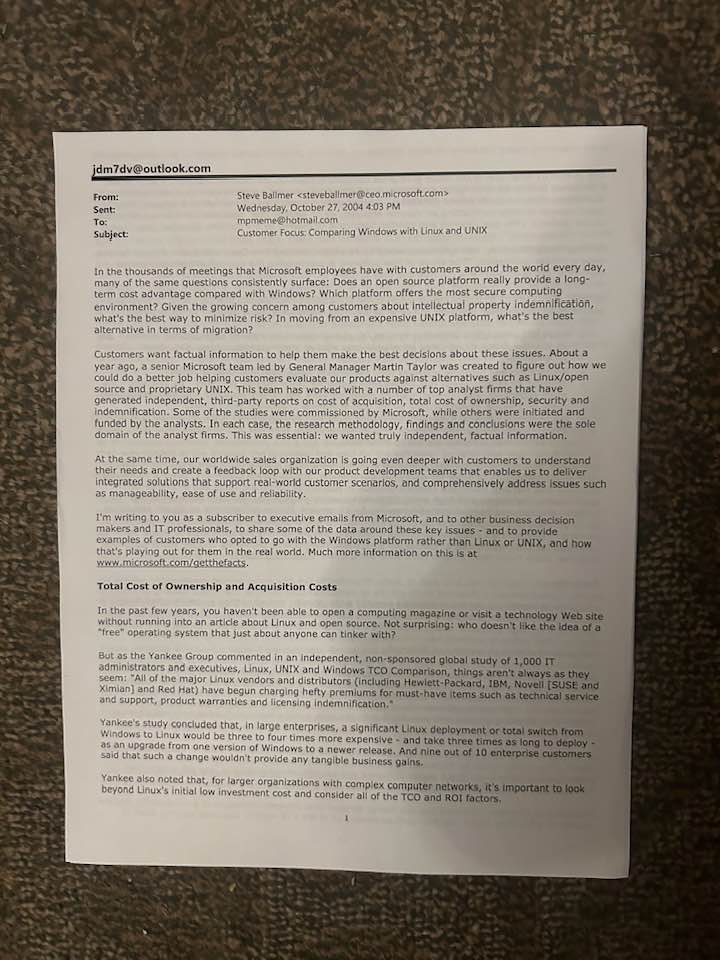 jdm7dv@outlook.com
From: Steve Ballmer <steveballmer@ceo.microsoft.com>
Sent: Wednesday, October 27, 2004 4:03 PM
To: mpmeme@hotmail.com
Subject: Customer Focus: Comparing Windows with Linux and UNIX
In the thousands of meetings that Microsoft employees have with customers around the world every day,
many of the same questions consistently surface: Does an open source platform really provide a long-
term cost advantage compared with Windows? Which platform offers the most secure computing
environment? Given the growing concern among customers about intellectual property indemnification,
what's the best way to minimize risk? In moving from an expensive UNIX platform, what's the best
alternative in terms of migration?
Customers want factual information to help them make the best decisions about these issues. About a
year ago, a senior Microsoft team led by General Manager Martin Taylor was created to figure out how we
could do a better job helping customers evaluate our products against alternatives such as Linux/open
source and proprietary UNIX. This team has worked with a number of top analyst firms that have
generated independent, third-party reports on cost of acquisition, total cost of ownership, security and
indemnification. Some of the studies were commissioned by Microsoft, while others were initiated and
funded by the analysts. In each case, the research methodology, findings and conclusions were the sole
domain of the analyst firms. This was essential: we wanted truly independent, factual information.
At the same time, our worldwide sales organization is going even deeper with customers to understand
their needs and create a feedback loop with our product development teams that enables us to deliver
integrated solutions that support real-world customer scenarios, and comprehensively address issues such
as manageability, ease of use and reliability.
I'm writing to you as a subscriber to executive emails from Microsoft, and to other business decision
makers and IT professionals, to share some of the data around these key issues - and to provide
examples of customers who opted to go with the Windows platform rather than Linux or UNIX, and how
that's playing out for them in the real world. Much more information on this is at
www.microsoft.com/getthefacts.
Total Cost of Ownership and Acquisition Costs
In the past few years, you haven't been able to open a computing magazine or visit a technology Web site
without running into an article about Linux and open source. Not surprising: who doesn't like the idea of a
"free" operating system that just about anyone can tinker with?
But as the Yankee Group commented in an independent, non-sponsored global study of 1,000 IT
administrators and executives, Linux, UNIX and Windows TCO Comparison, things aren't always as they
seem: "All of the major Linux vendors and distributors (including Hewlett-Packard, IBM, Novell [SUSE and
Ximian] and Red Hat) have begun charging hefty premiums for must-have items such as technical service
and support, product warranties and licensing indemnification."
Yankee's study concluded that, in large enterprises, a significant Linux deployment or total switch from
Windows to Linux would be three to four times more expensive - and take three times as long to deploy -
as an upgrade from one version of Windows to a newer release. And nine out of 10 enterprise customers
said that such a change wouldn't provide any tangible business gains.
Yankee also noted that, for larger organizations with complex computer networks, it's important to look
beyond Linux's initial low investment cost and consider all of the TCO and ROI factors.
1